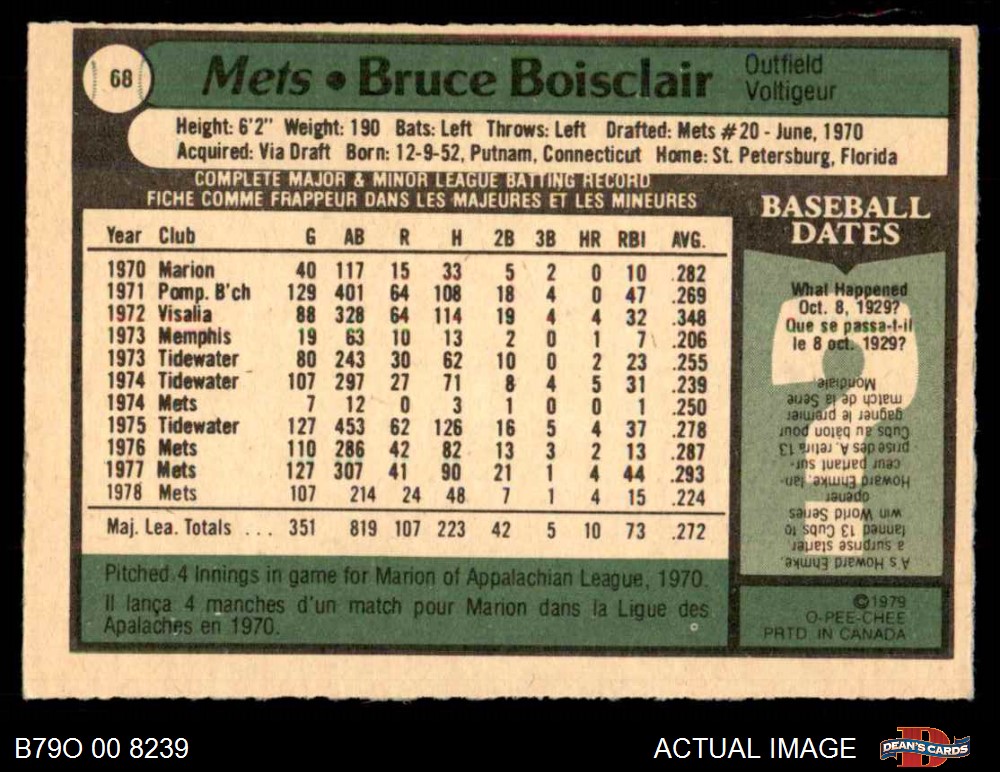 68
Mets • Bruce Boisclair
Outfield
Voltigeur
Height: 6'2" Weight: 190 Bats: Left Throws: Left Drafted: Mets #20 - June, 1970
Acquired: Via Draft Born: 12-9-52, Putnam, Connecticut Home: St. Petersburg, Florida
COMPLETE MAJOR & MINOR LEAGUE BATTING RECORD
FICHE COMME FRAPPEUR DANS LES MAJEURES ET LES MINEURES
Year Club G AB R H 2B 3B HR RBI AVG.
1970 Marion 40 117 15 33 5 2 0 10 .282
1971 Pomp. B'ch 129 401 64 108 18 4 0 47 .269
1972 Visalia 88 328 64 114 19 4 4 32 .348
1973 Memphis 19 63 10 13 2 0 1 7 .206
1973 Tidewater 80 243 30 62 10 0 2 23 .255
1974 Tidewater 107 297 27 71 8 4 5 31 .239
1974 Mets 7 12 0 3 1 0 0 1 .250
1975 Tidewater 127 453 62 126 16 5 4 37 .278
1976 Mets 110 286 42 82 13 3 2 13 .287
1977 Mets 127 307 41 90 21 1 4 44 .293
1978 Mets 107 214 24 48 7 1 4 15 .224
Maj. Lea. Totals ... 351 819 107 223 42 5 10 73 .272
Pitched 4 Innings in game for Marion of Appalachian League, 1970.
Il lança 4 manches d'un match pour Marion dans la Ligue des
Apalaches en 1970.
BASEBALL
DATES
What Happened
Oct. 8, 1929?
Que se passa-t-il
le 8 oct. 1929?
A's Howard Ehmke,
a surprise starter
fanned 13 Cubs to
win World Series
opener
Howard Ehmke, lan-
ceur partant sur-
prise des A, retira 13
Cubs au bâton pour
gagner le premier
match de la Serie
Mondiale.
©1979
O-PEE-CHEE
PRTD. IN CANADA
B79O 00 8239
ACTUAL IMAGE
DEAN'S CARDS